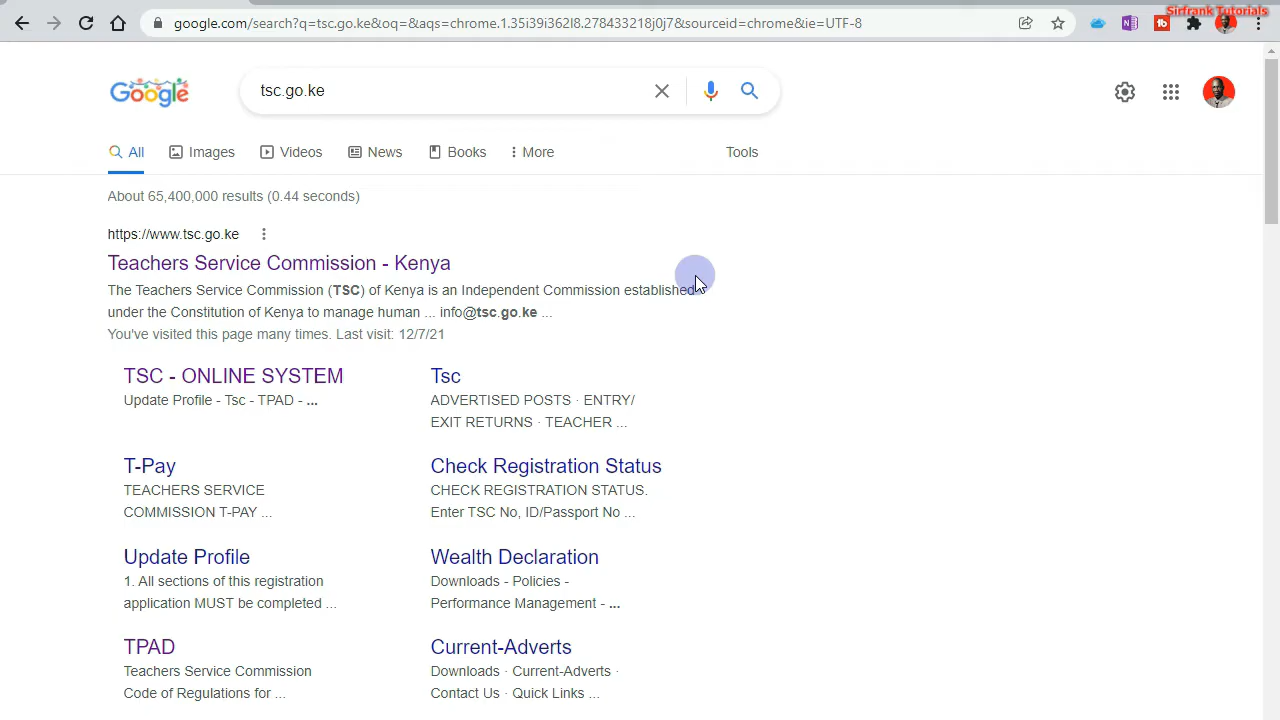 Sirfrank Tutorials
google.com/search?q=tsc.go.ke&oq=&aqs=chrome.1.35i39i362l8.278433218j0j7&sourceid=chrome&ie=UTF-8
Google
tsc.go.ke
All Images Videos News Books More Tools
About 65,400,000 results (0.44 seconds)
https://www.tsc.go.ke
Teachers Service Commission - Kenya
The Teachers Service Commission (TSC) of Kenya is an Independent Commission established
under the Constitution of Kenya to manage human ... info@tsc.go.ke ...
You've visited this page many times. Last visit: 12/7/21
TSC - ONLINE SYSTEM
Update Profile - Tsc - TPAD - ...
Tsc
ADVERTISED POSTS · ENTRY/
EXIT RETURNS · TEACHER ...
T-Pay
TEACHERS SERVICE
COMMISSION T-PAY ...
Check Registration Status
CHECK REGISTRATION STATUS.
Enter TSC No, ID/Passport No ...
Update Profile
1. All sections of this registration
application MUST be completed ...
Wealth Declaration
Downloads - Policies -
Performance Management - ...
TPAD
Teachers Service Commission
Code of Regulations for ...
Current-Adverts
Downloads · Current-Adverts ·
Contact Us · Quick Links ...